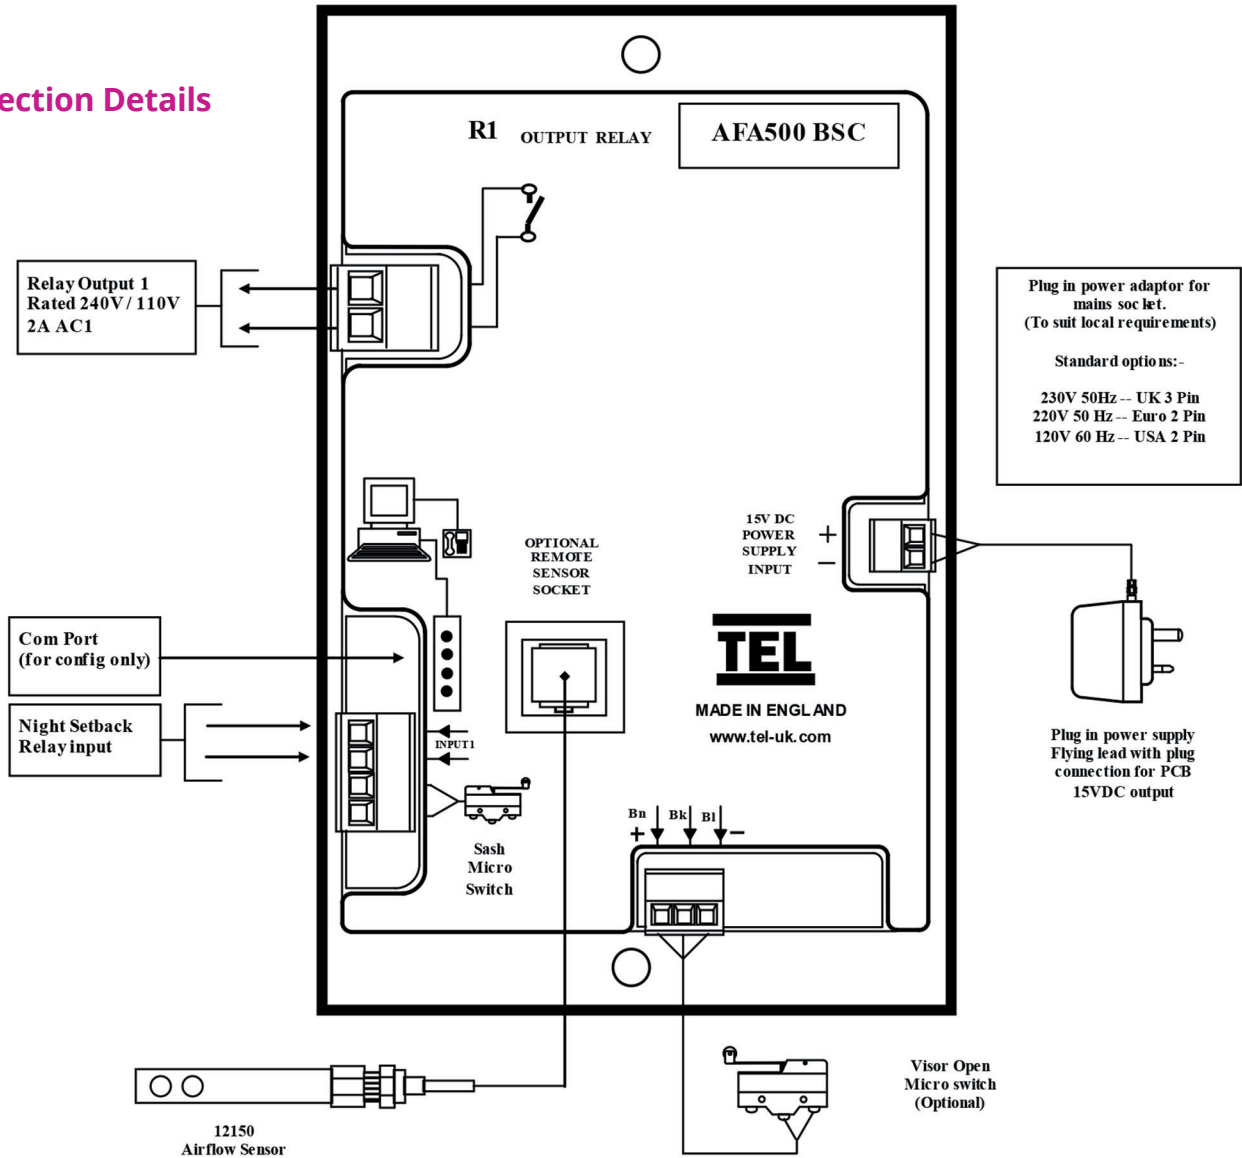 ection Details
R1 OUTPUT RELAY
AFA500 BSC
Relay Output 1
Rated 240V / 110V
2A AC1
Plug in power adaptor for
mains socket.
(To suit local requirements)
Standard options:-
230V 50Hz -- UK 3 Pin
220V 50 Hz -- Euro 2 Pin
120V 60 Hz -- USA 2 Pin
15V DC
POWER
SUPPLY
INPUT
+
−
OPTIONAL
REMOTE
SENSOR
SOCKET
Com Port
(for config only)
Night Setback
Relay input
INPUT 1
TEL
MADE IN ENGLAND
www.tel-uk.com
Plug in power supply
Flying lead with plug
connection for PCB
15VDC output
Sash
Micro
Switch
Bn Bk Bl
+ −
Visor Open
Micro switch
(Optional)
12150
Airflow Sensor